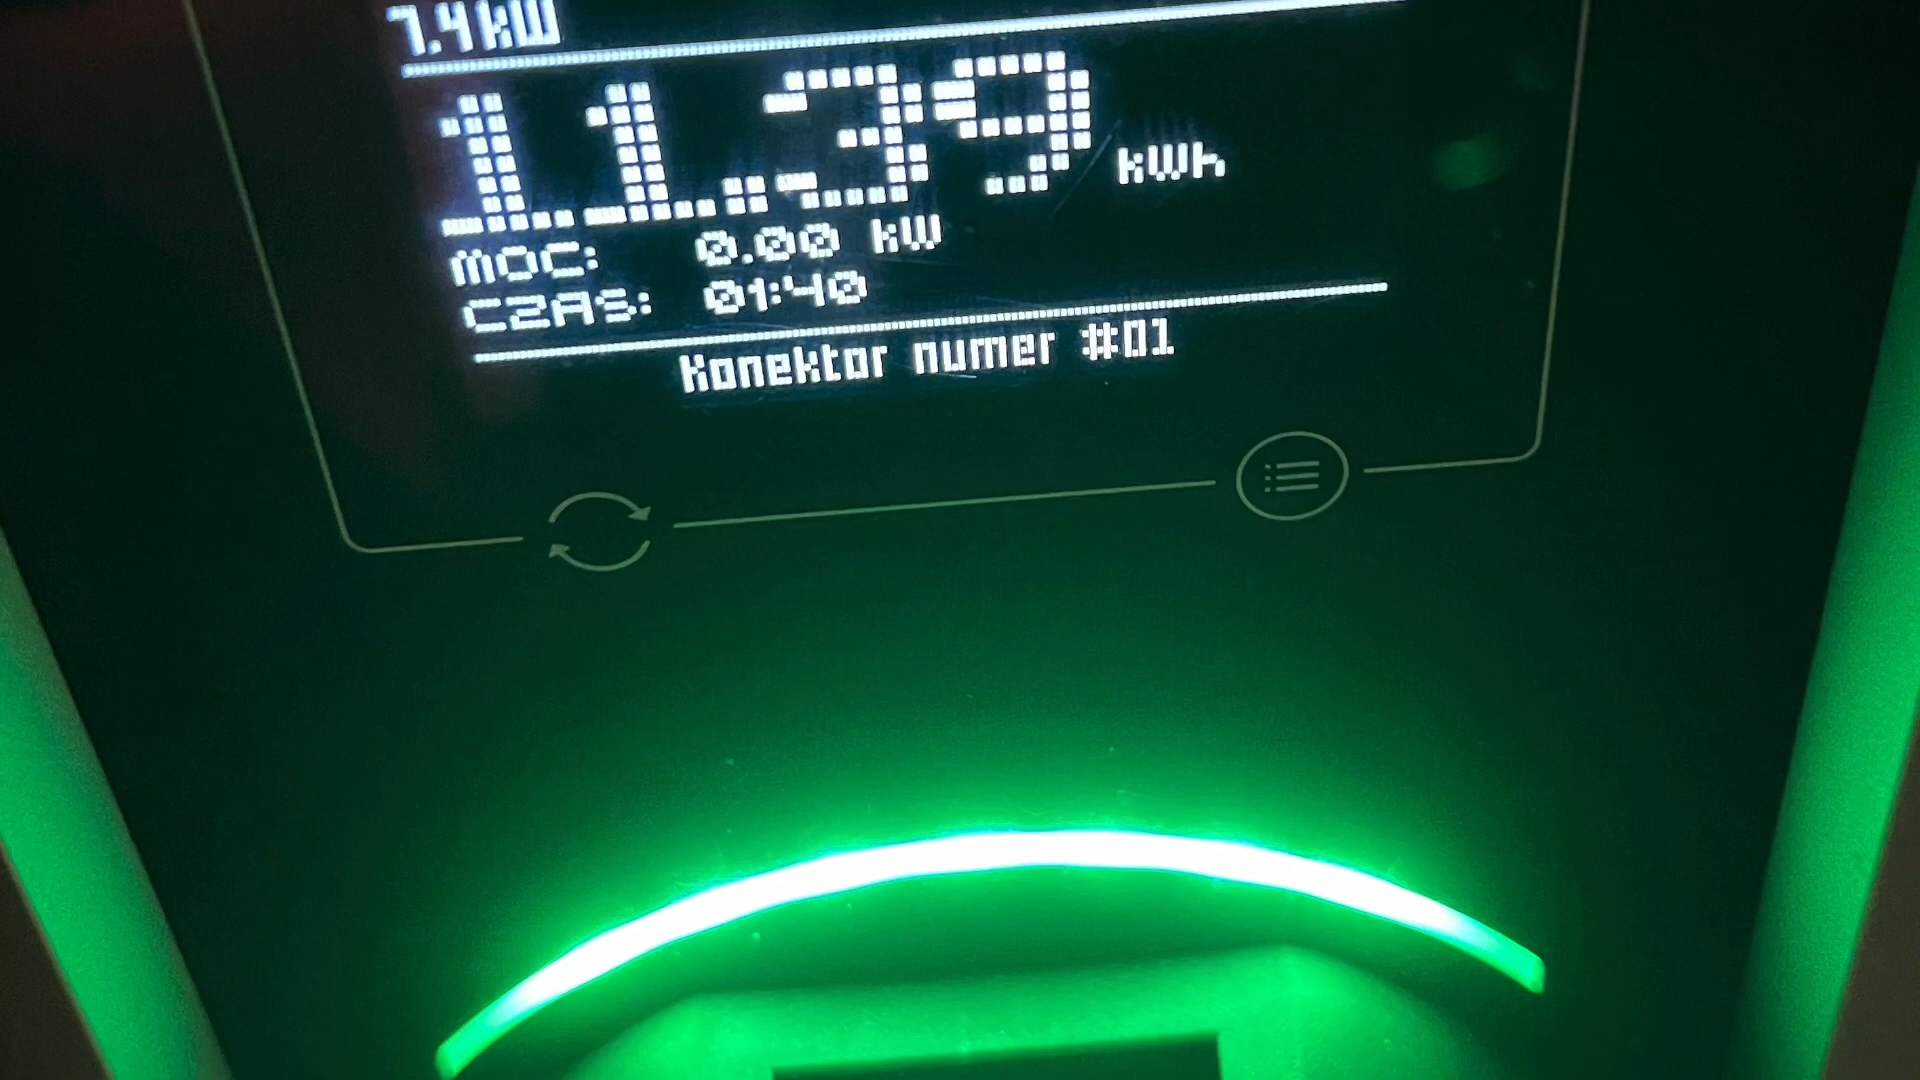 7.4kW
11.39 kWh
MOC: 0.00 kW
CZAS: 01:40
Konektor numer #01